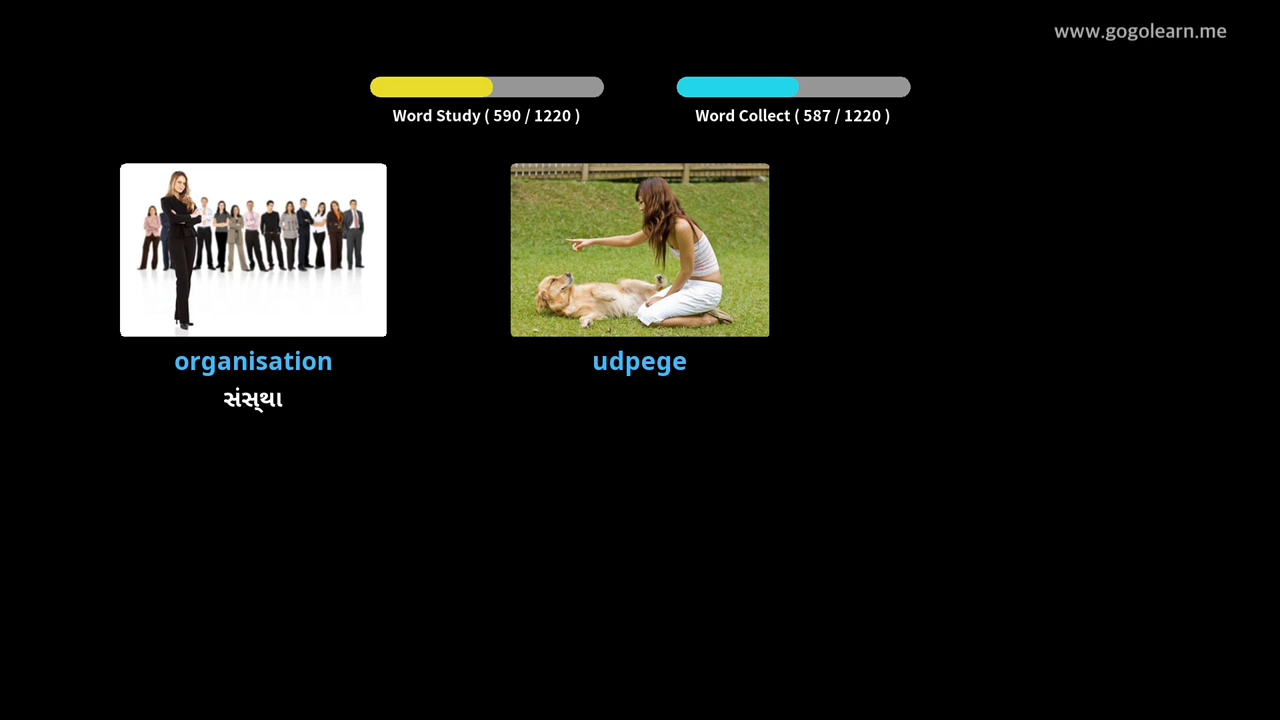 www.gogolearn.me
Word Study ( 590 / 1220 )
Word Collect ( 587 / 1220 )
organisation
સંસ્થા
udpege